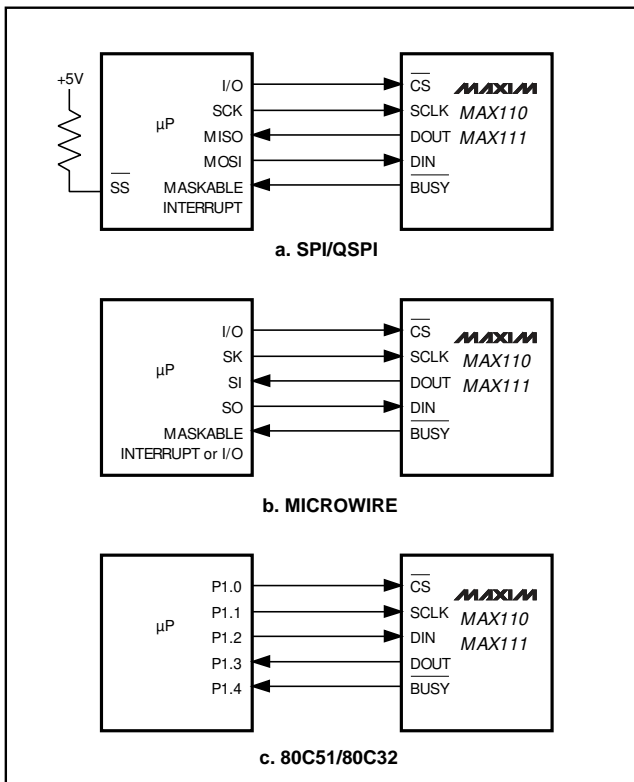 +5V
µP
SS
I/O
SCK
MISO
MOSI
MASKABLE
INTERRUPT
CS
SCLK
DOUT
DIN
BUSY
MAXIM
MAX110
MAX111
a. SPI/QSPI
µP
I/O
SK
SI
SO
MASKABLE
INTERRUPT or I/O
CS
SCLK
DOUT
DIN
BUSY
MAXIM
MAX110
MAX111
b. MICROWIRE
µP
P1.0
P1.1
P1.2
P1.3
P1.4
CS
SCLK
DIN
DOUT
BUSY
MAXIM
MAX110
MAX111
c. 80C51/80C32